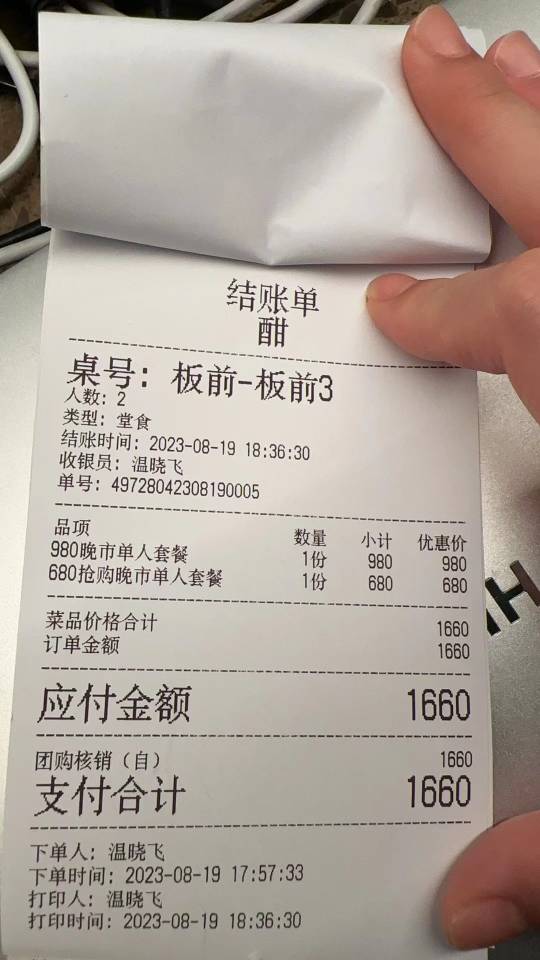 结账单
酣
桌号: 板前-板前3
人数: 2
类型: 堂食
结账时间: 2023-08-19 18:36:30
收银员: 温晓飞
单号: 49728042308190005
品项 数量 小计 优惠价
980晚市单人套餐 1份 980 980
680抢购晚市单人套餐 1份 680 680
菜品价格合计 1660
订单金额 1660
应付金额 1660
团购核销（自） 1660
支付合计 1660
下单人: 温晓飞
下单时间: 2023-08-19 17:57:33
打印人: 温晓飞
打印时间: 2023-08-19 18:36:30